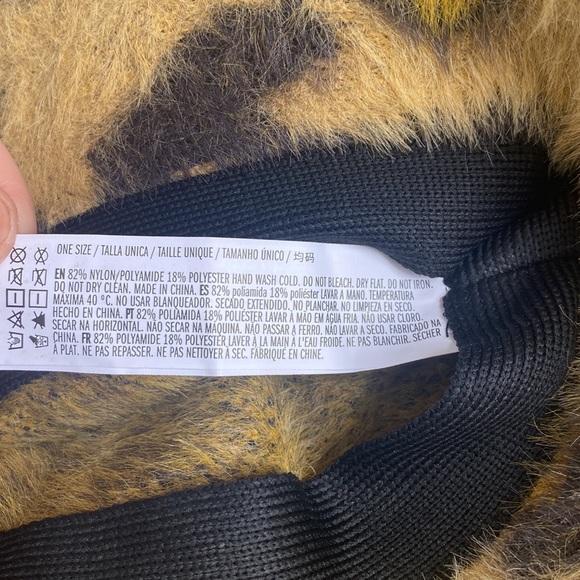 ONE SIZE / TALLA UNICA / TAILLE UNIQUE / TAMANHO ÚNICO / 均码
EN 82% NYLON/POLYAMIDE 18% POLYESTER HAND WASH COLD. DO NOT BLEACH. DRY FLAT. DO NOT IRON.
DO NOT DRY CLEAN. MADE IN CHINA. ES 82% poliamida 18% poliéster LAVAR A MANO. TEMPERATURA
MÁXIMA 40 °C. NO USAR BLANQUEADOR. SECADO EXTENDIDO. NO PLANCHAR. NO LIMPIEZA EN SECO.
HECHO EN CHINA. PT 82% POLIAMIDA 18% POLIÉSTER LAVAR À MÃO EM ÁGUA FRIA. NÃO USAR CLORO.
SECAR NA HORIZONTAL. NÃO SECAR NA MÁQUINA. NÃO PASSAR A FERRO. NÃO LAVAR A SECO. FABRICADO NA
CHINA. FR 82% POLYAMIDE 18% POLYESTER LAVER À LA MAIN À L'EAU FROIDE. NE PAS BLANCHIR. SÉCHER
À PLAT. NE PAS REPASSER. NE PAS NETTOYER À SEC. FABRIQUÉ EN CHINE.